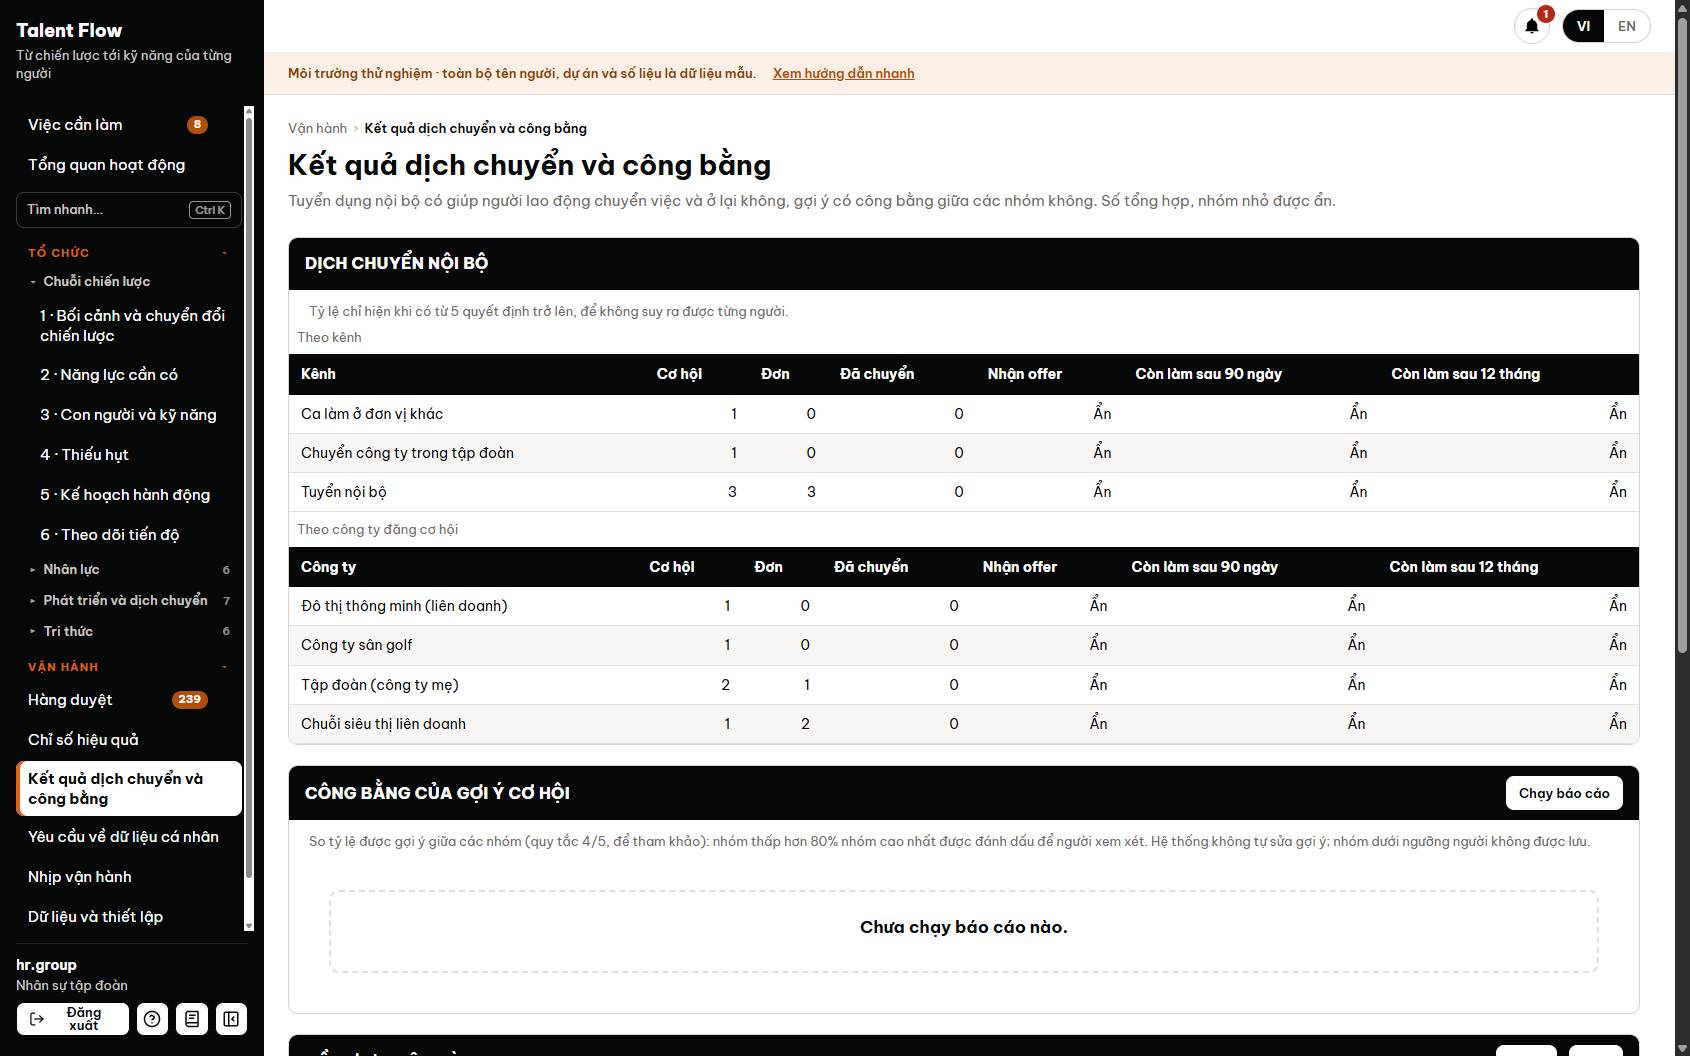 Talent Flow
Từ chiến lược tới kỹ năng của từng
người
Việc cần làm 8
Tổng quan hoạt động
Tìm nhanh... Ctrl K
TỔ CHỨC
Chuỗi chiến lược
1 · Bối cảnh và chuyển đổi
chiến lược
2 · Năng lực cần có
3 · Con người và kỹ năng
4 · Thiếu hụt
5 · Kế hoạch hành động
6 · Theo dõi tiến độ
Nhân lực 6
Phát triển và dịch chuyển 7
Tri thức 6
VẬN HÀNH
Hàng duyệt 239
Chỉ số hiệu quả
Kết quả dịch chuyển và
công bằng
Yêu cầu về dữ liệu cá nhân
Nhịp vận hành
Dữ liệu và thiết lập
hr.group
Nhân sự tập đoàn
Đăng
xuất
1
VI EN
Môi trường thử nghiệm · toàn bộ tên người, dự án và số liệu là dữ liệu mẫu. Xem hướng dẫn nhanh
Vận hành › Kết quả dịch chuyển và công bằng
Kết quả dịch chuyển và công bằng
Tuyển dụng nội bộ có giúp người lao động chuyển việc và ở lại không, gợi ý có công bằng giữa các nhóm không. Số tổng hợp, nhóm nhỏ được ẩn.
DỊCH CHUYỂN NỘI BỘ
Tỷ lệ chỉ hiện khi có từ 5 quyết định trở lên, để không suy ra được từng người.
Theo kênh
Kênh Cơ hội Đơn Đã chuyển Nhận offer Còn làm sau 90 ngày Còn làm sau 12 tháng
Ca làm ở đơn vị khác 1 0 0 Ẩn Ẩn Ẩn
Chuyển công ty trong tập đoàn 1 0 0 Ẩn Ẩn Ẩn
Tuyển nội bộ 3 3 0 Ẩn Ẩn Ẩn
Theo công ty đăng cơ hội
Công ty Cơ hội Đơn Đã chuyển Nhận offer Còn làm sau 90 ngày Còn làm sau 12 tháng
Đô thị thông minh (liên doanh) 1 0 0 Ẩn Ẩn Ẩn
Công ty sân golf 1 0 0 Ẩn Ẩn Ẩn
Tập đoàn (công ty mẹ) 2 1 0 Ẩn Ẩn Ẩn
Chuỗi siêu thị liên doanh 1 2 0 Ẩn Ẩn Ẩn
CÔNG BẰNG CỦA GỢI Ý CƠ HỘI Chạy báo cáo
So tỷ lệ được gợi ý giữa các nhóm (quy tắc 4/5, để tham khảo): nhóm thấp hơn 80% nhóm cao nhất được đánh dấu để người xem xét. Hệ thống không tự sửa gợi ý; nhóm dưới ngưỡng người không được lưu.
Chưa chạy báo cáo nào.